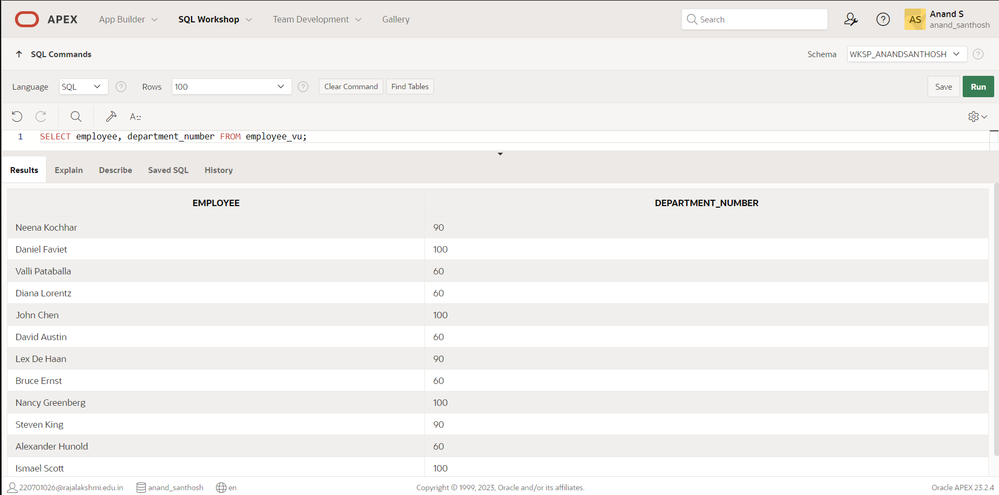 APEX App Builder SQL Workshop Team Development Gallery Search AS Anand S
anand_santhosh
SQL Commands Schema WKSP_ANANDSANTHOSH ?
Language SQL ? Rows 100 ? Clear Command Find Tables Save Run
A::
1 SELECT employee, department_number FROM employee_vu;
Results Explain Describe Saved SQL History
EMPLOYEE DEPARTMENT_NUMBER
Neena Kochhar 90
Daniel Faviet 100
Valli Pataballa 60
Diana Lorentz 60
John Chen 100
David Austin 60
Lex De Haan 90
Bruce Ernst 60
Nancy Greenberg 100
Steven King 90
Alexander Hunold 60
Ismael Scott 100
220701026@rajalakshmi.edu.in anand_santhosh en Copyright © 1999, 2023, Oracle and/or its affiliates. Oracle APEX 23.2.4